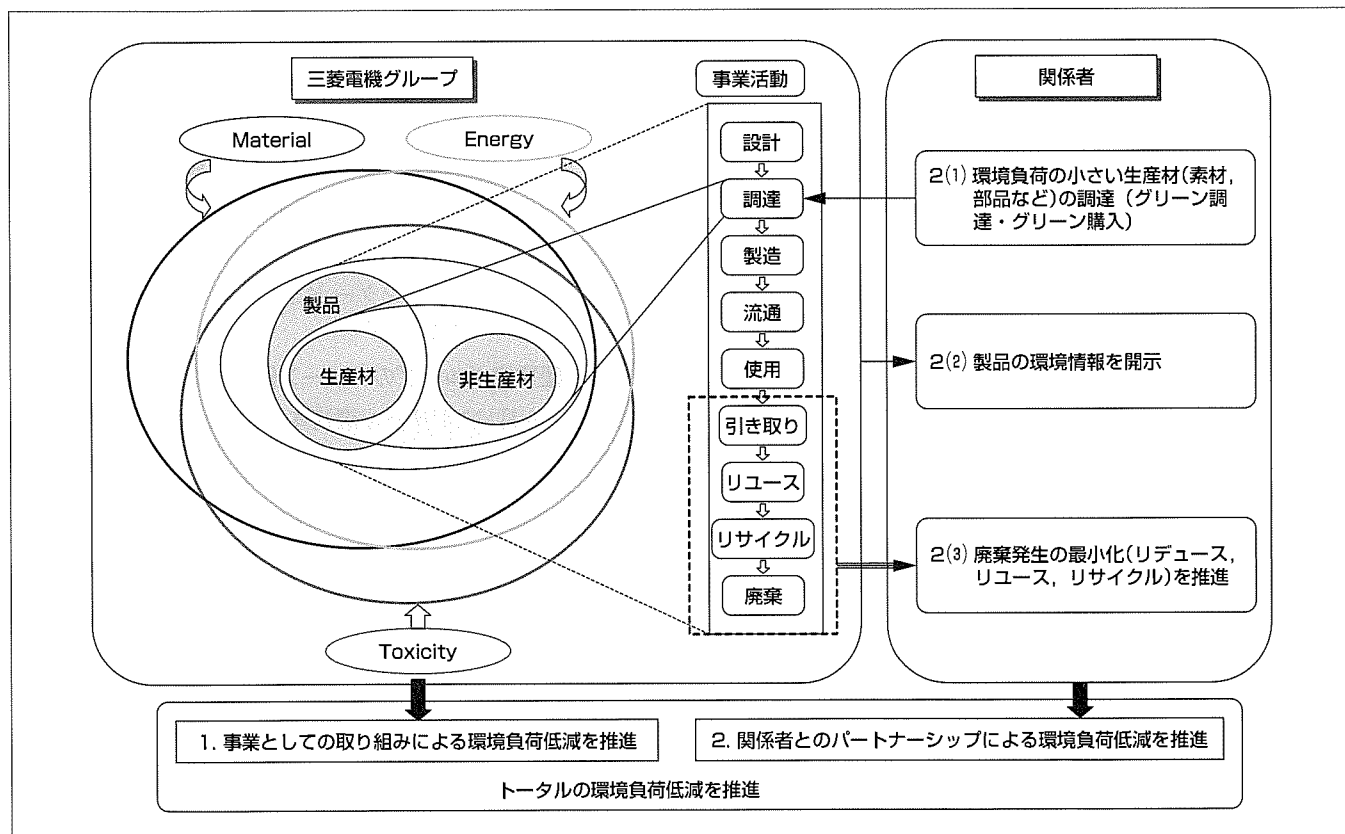 三菱電機グループ
事業活動
関係者
Material
Energy
設計
調達
製造
流通
使用
引き取り
リユース
リサイクル
廃棄
製品
生産材
非生産材
Toxicity
2(1) 環境負荷の小さい生産材(素材,
部品など)の調達 (グリーン調
達・グリーン購入)
2(2) 製品の環境情報を開示
2(3) 廃棄発生の最小化(リデュース,
リユース, リサイクル)を推進
1. 事業としての取り組みによる環境負荷低減を推進
2. 関係者とのパートナーシップによる環境負荷低減を推進
トータルの環境負荷低減を推進